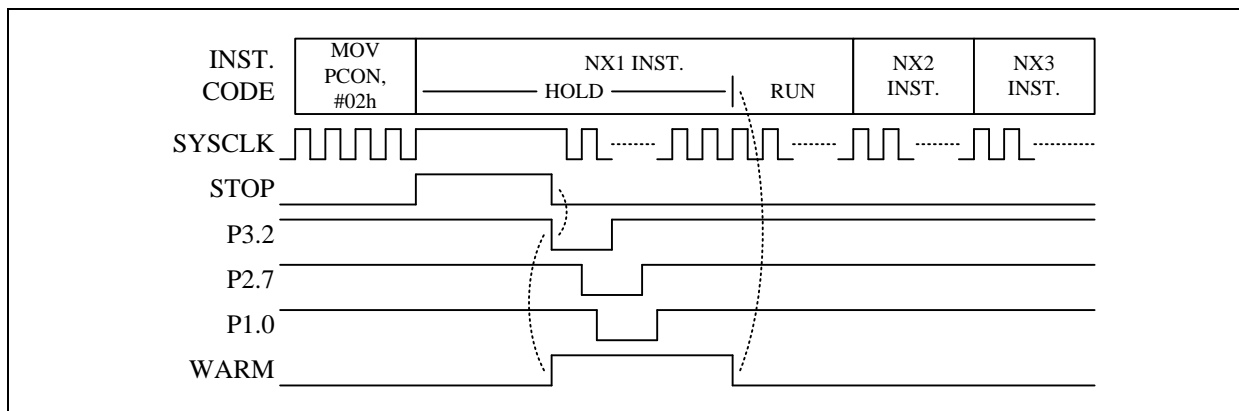 INST.
CODE
MOV
PCON,
#02h
NX1 INST.
HOLD
RUN
NX2
INST.
NX3
INST.
SYSCLK
STOP
P3.2
P2.7
P1.0
WARM